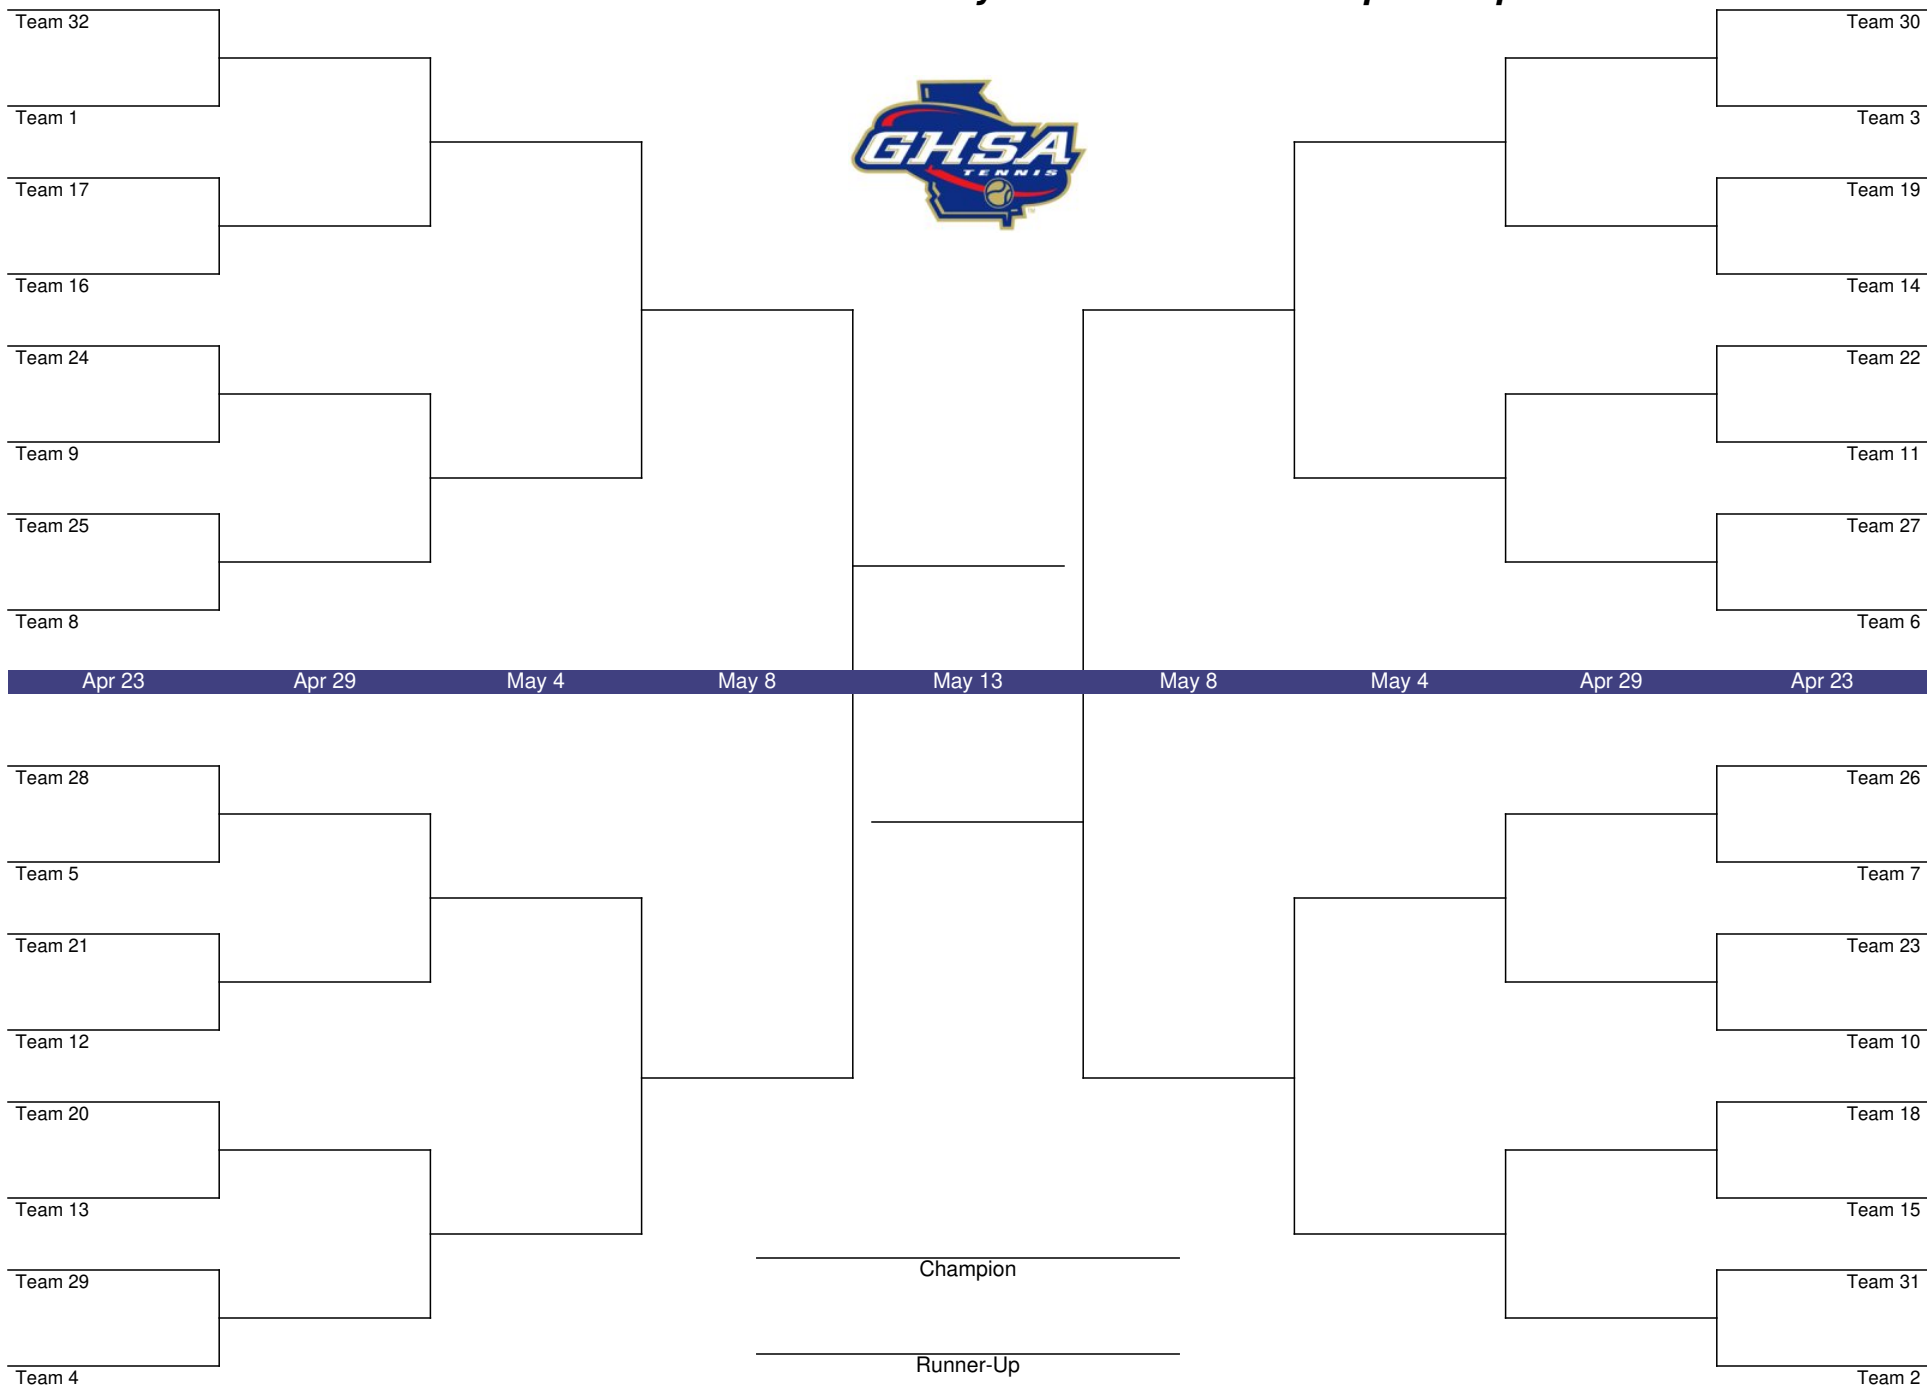 Team 32
Team 1
Team 17
Team 16
Team 24
Team 9
Team 25
Team 8
GHSA
TENNIS
Team 30
Team 3
Team 19
Team 14
Team 22
Team 11
Team 27
Team 6
Apr 23 Apr 29 May 4 May 8 May 13 May 8 May 4 Apr 29 Apr 23
Team 28
Team 5
Team 21
Team 12
Team 20
Team 13
Team 29
Team 4
Champion
Runner-Up
Team 26
Team 7
Team 23
Team 10
Team 18
Team 15
Team 31
Team 2